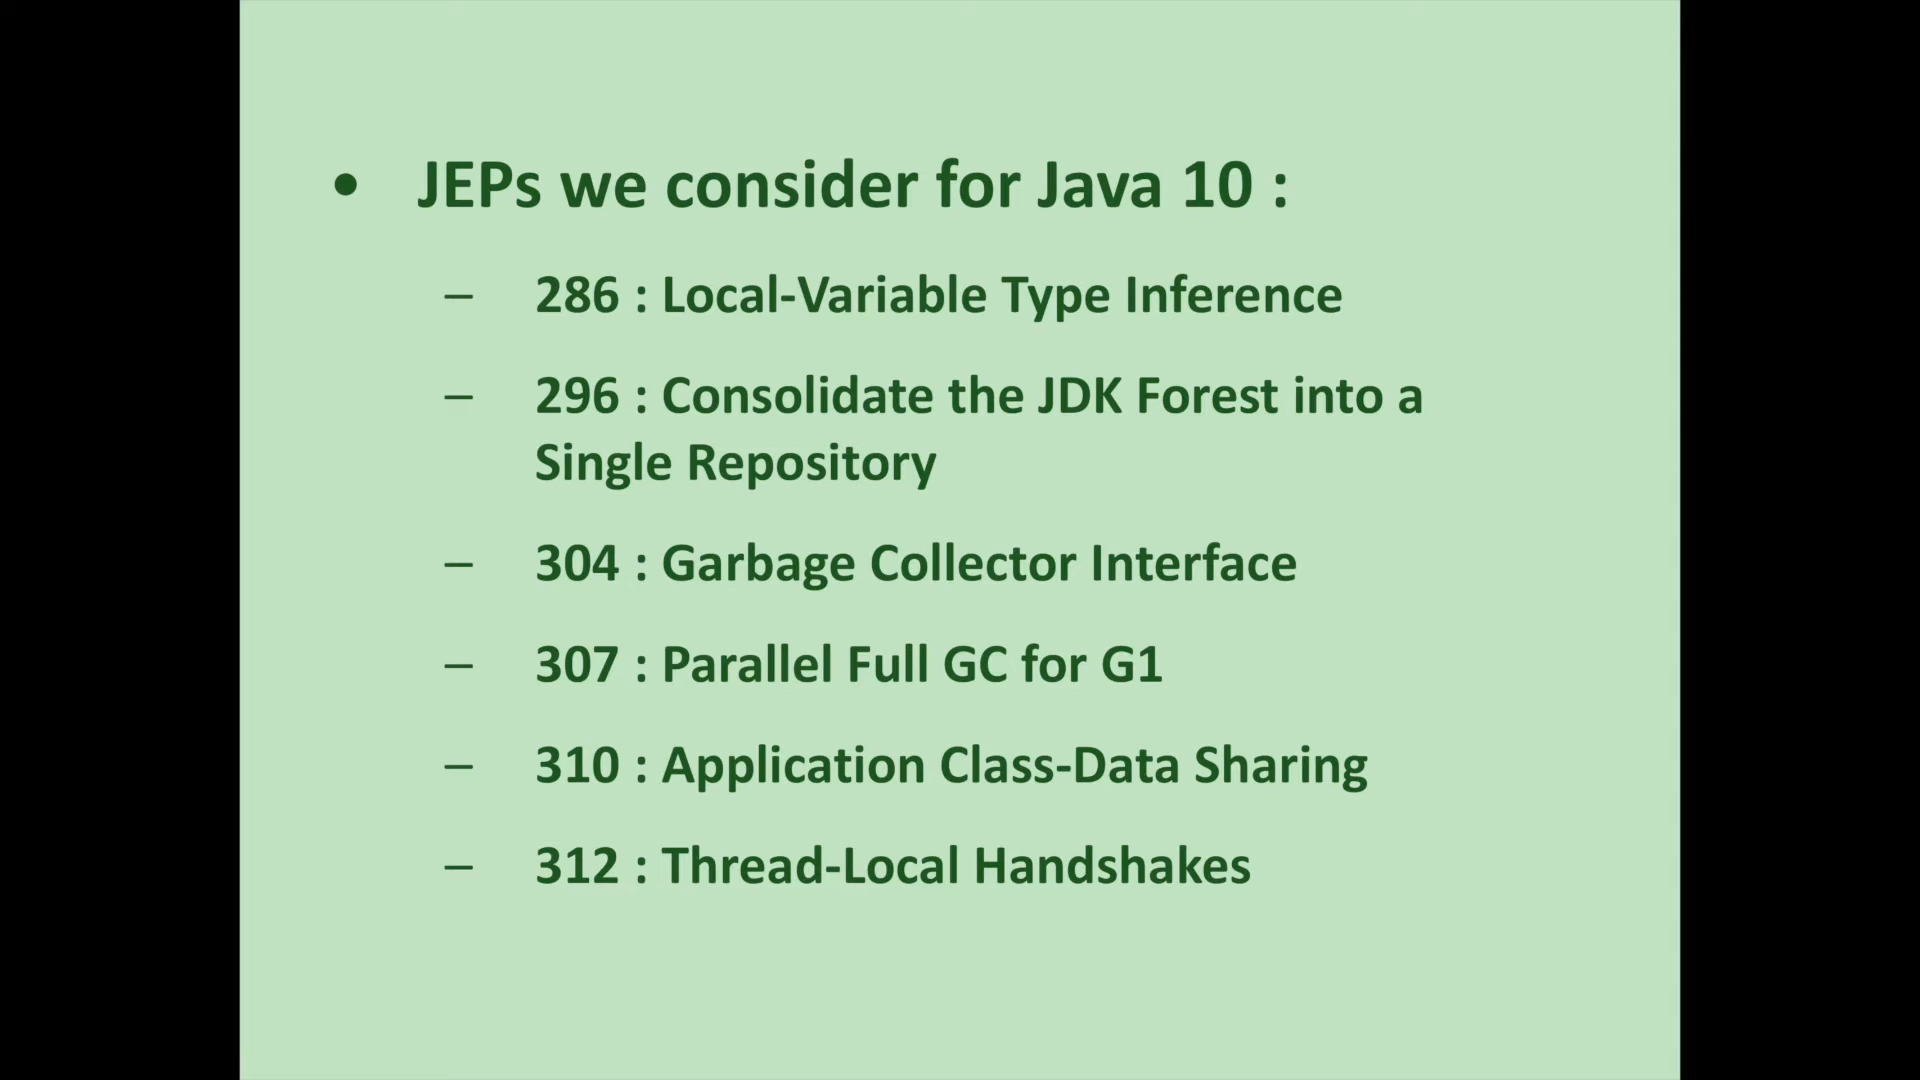 • JEPs we consider for Java 10 :
– 286 : Local-Variable Type Inference
– 296 : Consolidate the JDK Forest into a
Single Repository
– 304 : Garbage Collector Interface
– 307 : Parallel Full GC for G1
– 310 : Application Class-Data Sharing
– 312 : Thread-Local Handshakes